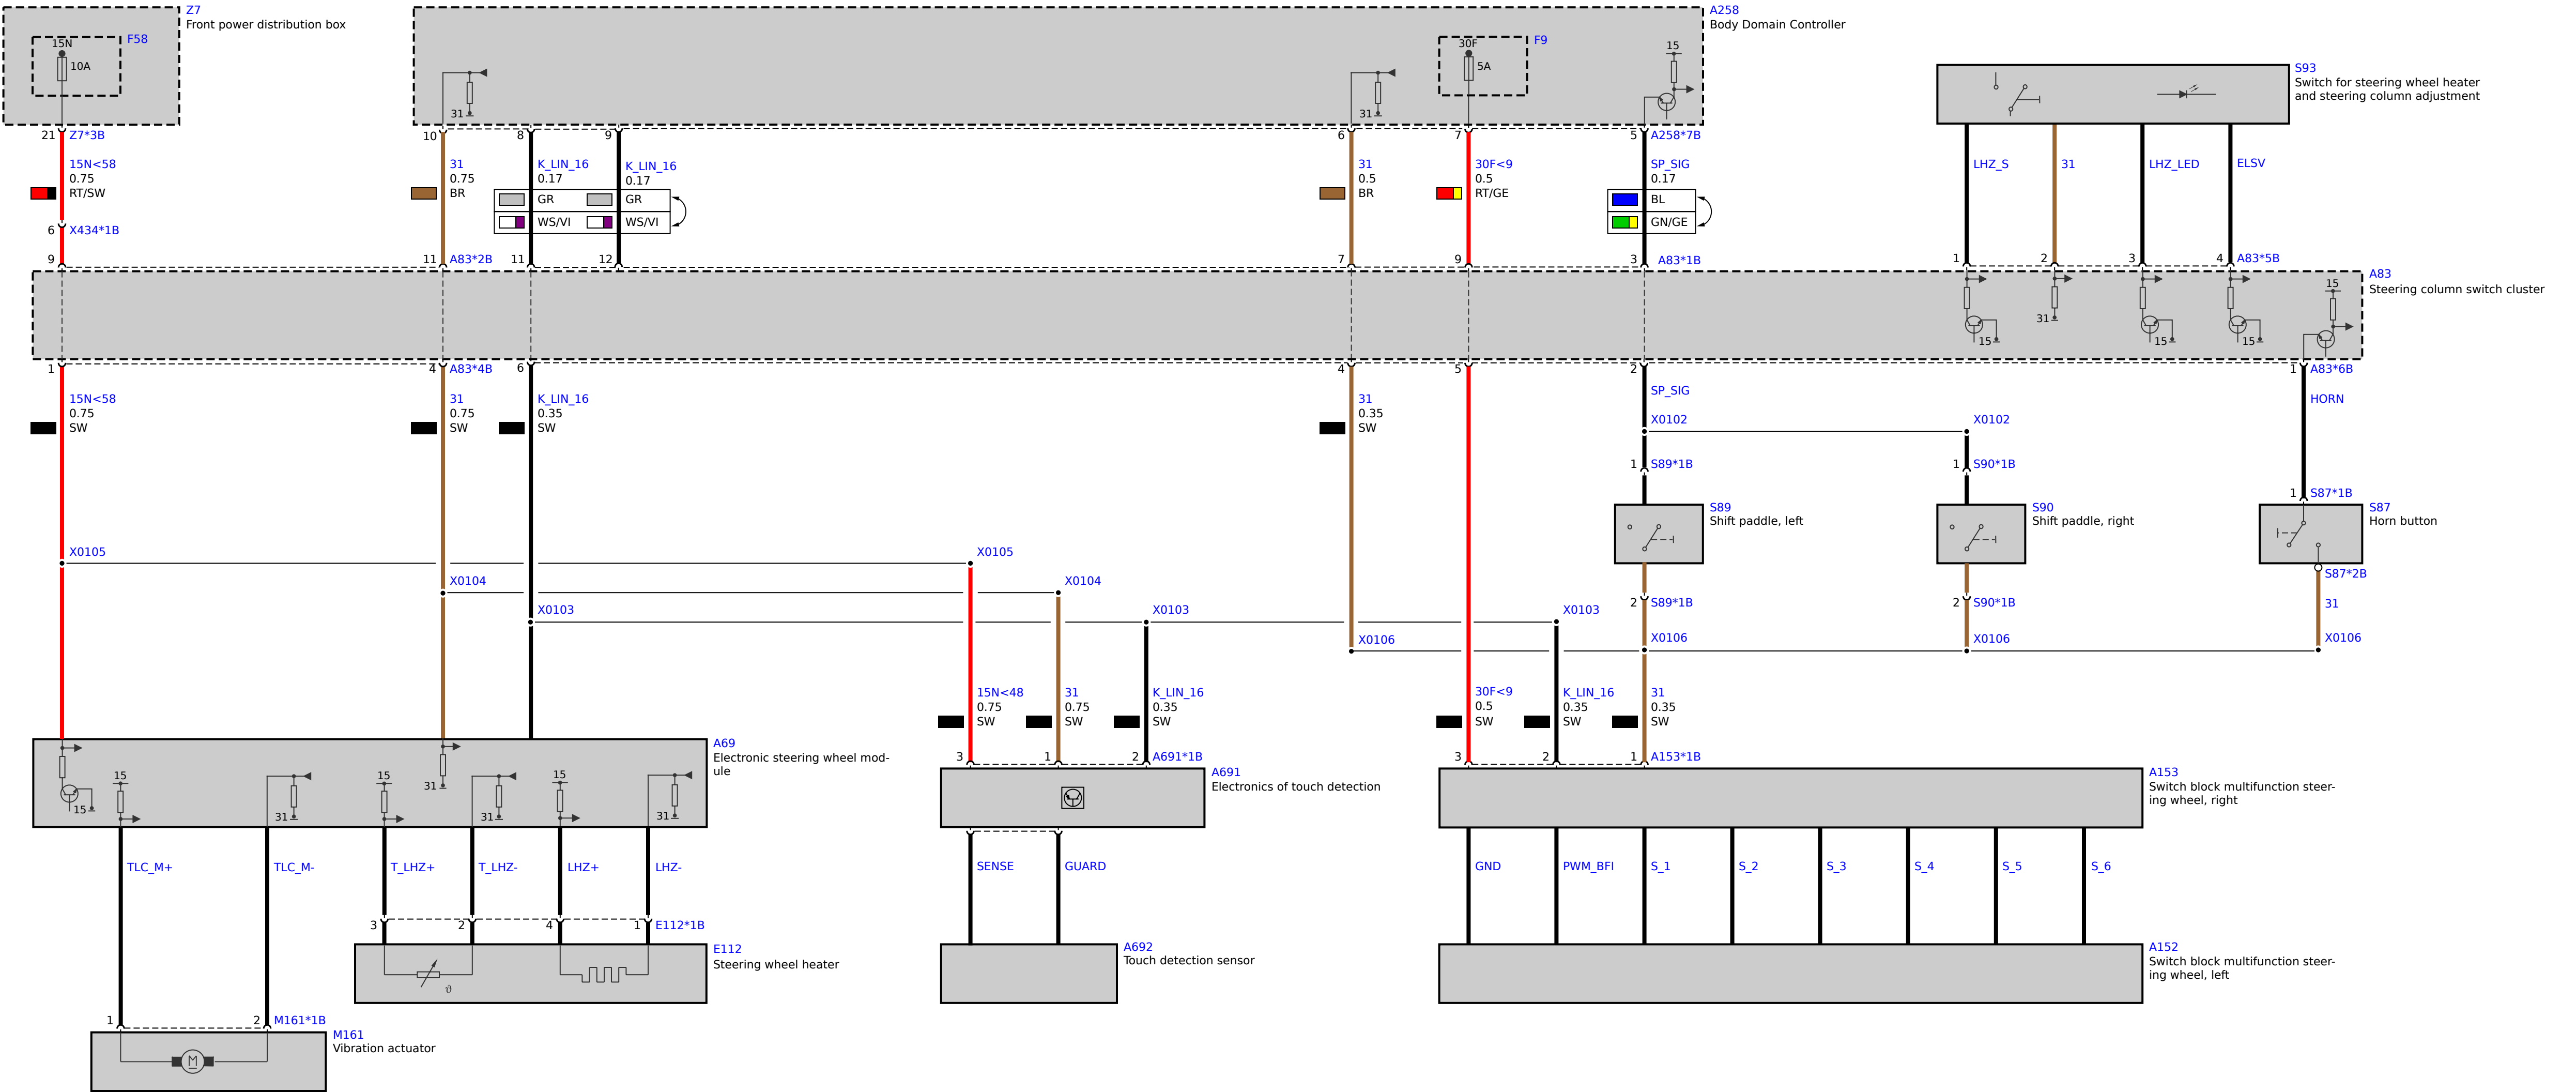 Z7
Front power distribution box
F58
15N
10A
A258
Body Domain Controller
F9
30F
5A
15
31
31
S93
Switch for steering wheel heater
and steering column adjustment
21 Z7*3B
10
8
9
6
7
5 A258*7B
15N<58
0.75
RT/SW
31
0.75
BR
K_LIN_16
0.17
GR
WS/VI
K_LIN_16
0.17
GR
WS/VI
31
0.5
BR
30F<9
0.5
RT/GE
SP_SIG
0.17
BL
GN/GE
LHZ_S
31
LHZ_LED
ELSV
6 X434*1B
9
11 A83*2B
11
12
7
9
3 A83*1B
1
2
3
4 A83*5B
A83
Steering column switch cluster
15
31
15
15
15
1
4 A83*4B
6
4
5
2
1 A83*6B
15N<58
0.75
SW
31
0.75
SW
K_LIN_16
0.35
SW
31
0.35
SW
SP_SIG
HORN
X0102
X0102
1 S89*1B
1 S90*1B
1 S87*1B
S89
Shift paddle, left
S90
Shift paddle, right
S87
Horn button
X0105
X0105
S87*2B
X0104
X0104
X0103
X0103
X0103
2 S89*1B
2 S90*1B
31
X0106
X0106
X0106
X0106
15N<48
0.75
SW
31
0.75
SW
K_LIN_16
0.35
SW
30F<9
0.5
SW
K_LIN_16
0.35
SW
31
0.35
SW
3
1
2 A691*1B
3
2
1 A153*1B
A69
Electronic steering wheel mod-
ule
15
15
31
15
31
31
15
31
A691
Electronics of touch detection
A153
Switch block multifunction steer-
ing wheel, right
TLC_M+
TLC_M-
T_LHZ+
T_LHZ-
LHZ+
LHZ-
SENSE
GUARD
GND
PWM_BFI
S_1
S_2
S_3
S_4
S_5
S_6
3
2
4
1 E112*1B
E112
Steering wheel heater
ϑ
A692
Touch detection sensor
A152
Switch block multifunction steer-
ing wheel, left
1
2 M161*1B
M161
Vibration actuator
M